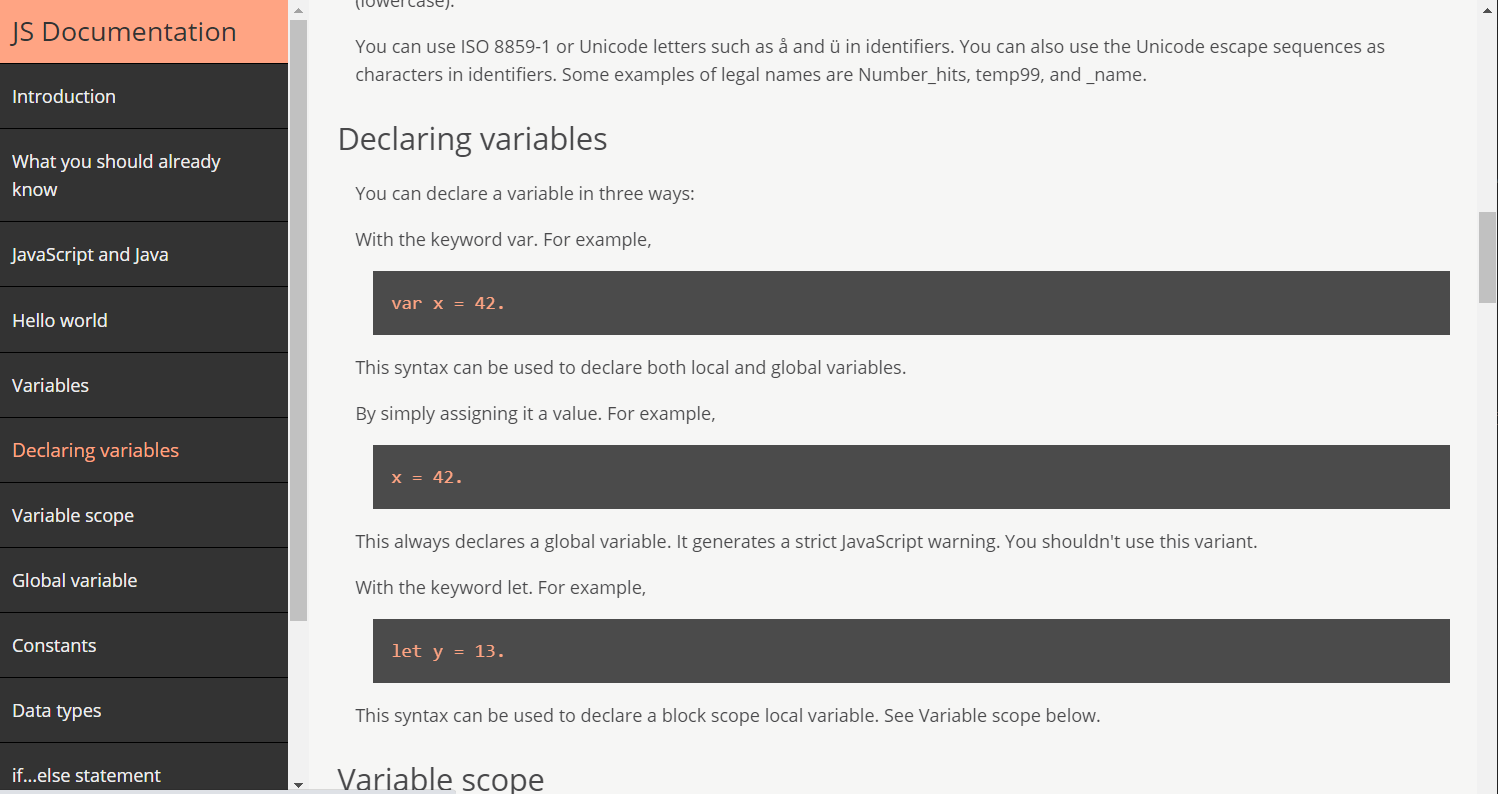 JS Documentation
Introduction
What you should already
know
JavaScript and Java
Hello world
Variables
Declaring variables
Variable scope
Global variable
Constants
Data types
if...else statement
(lowercase).
You can use ISO 8859-1 or Unicode letters such as å and ü in identifiers. You can also use the Unicode escape sequences as
characters in identifiers. Some examples of legal names are Number_hits, temp99, and _name.
Declaring variables
You can declare a variable in three ways:
With the keyword var. For example,
var x = 42.
This syntax can be used to declare both local and global variables.
By simply assigning it a value. For example,
x = 42.
This always declares a global variable. It generates a strict JavaScript warning. You shouldn't use this variant.
With the keyword let. For example,
let y = 13.
This syntax can be used to declare a block scope local variable. See Variable scope below.
Variable scope